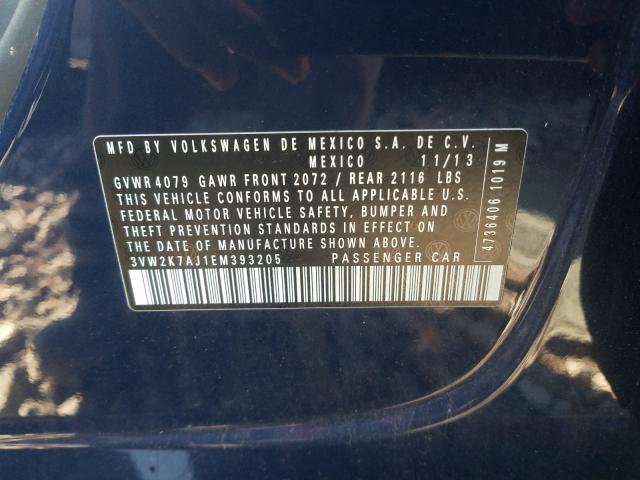 MFD BY VOLKSWAGEN DE MEXICO S.A. DE C.V.
MEXICO 11/13
GVWR 4079 GAWR FRONT 2072 / REAR 2116 LBS
THIS VEHICLE CONFORMS TO ALL APPLICABLE U.S.
FEDERAL MOTOR VEHICLE SAFETY, BUMPER AND
THEFT PREVENTION STANDARDS IN EFFECT ON
THE DATE OF MANUFACTURE SHOWN ABOVE.
3VW2K7AJ1EM393205 PASSENGER CAR
4736406 1019 M